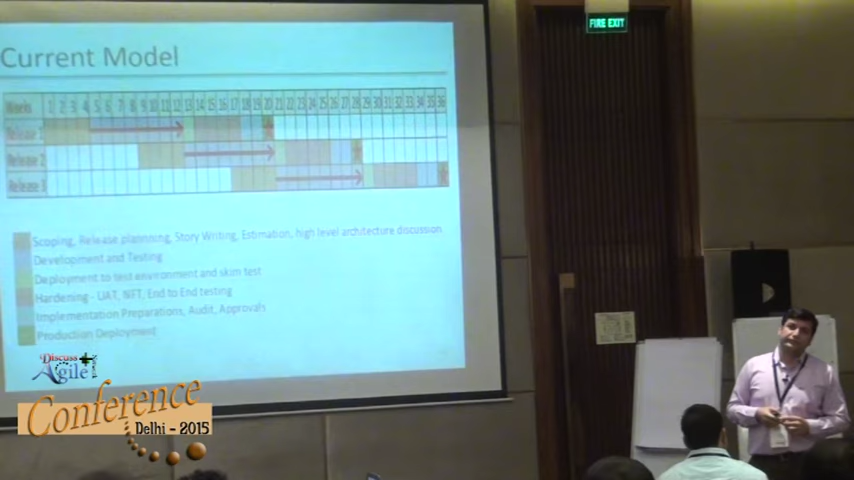 FIRE EXIT
Current Model
Weeks 1 2 3 4 5 6 7 8 9 10 11 12 13 14 15 16 17 18 19 20 21 22 23 24 25 26 27 28 29 30 31 32 33 34 35 36
Release 1
Release 2
Release 3
Scoping, Release plannning, Story Writing, Estimation, high level architecture discussion
Development and Testing
Deployment to test environment and skim test
Hardening - UAT, NFT, End to End testing
Implementation Preparations, Audit, Approvals
Production Deployment
Discuss
Agile
Conference
Delhi - 2015